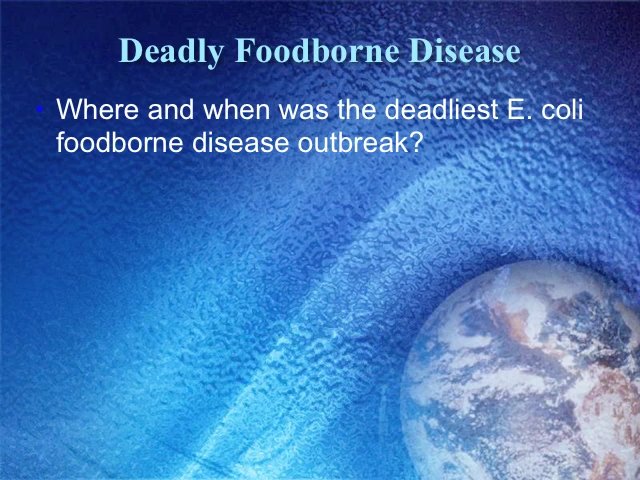 Deadly Foodborne Disease
• Where and when was the deadliest E. coli
foodborne disease outbreak?